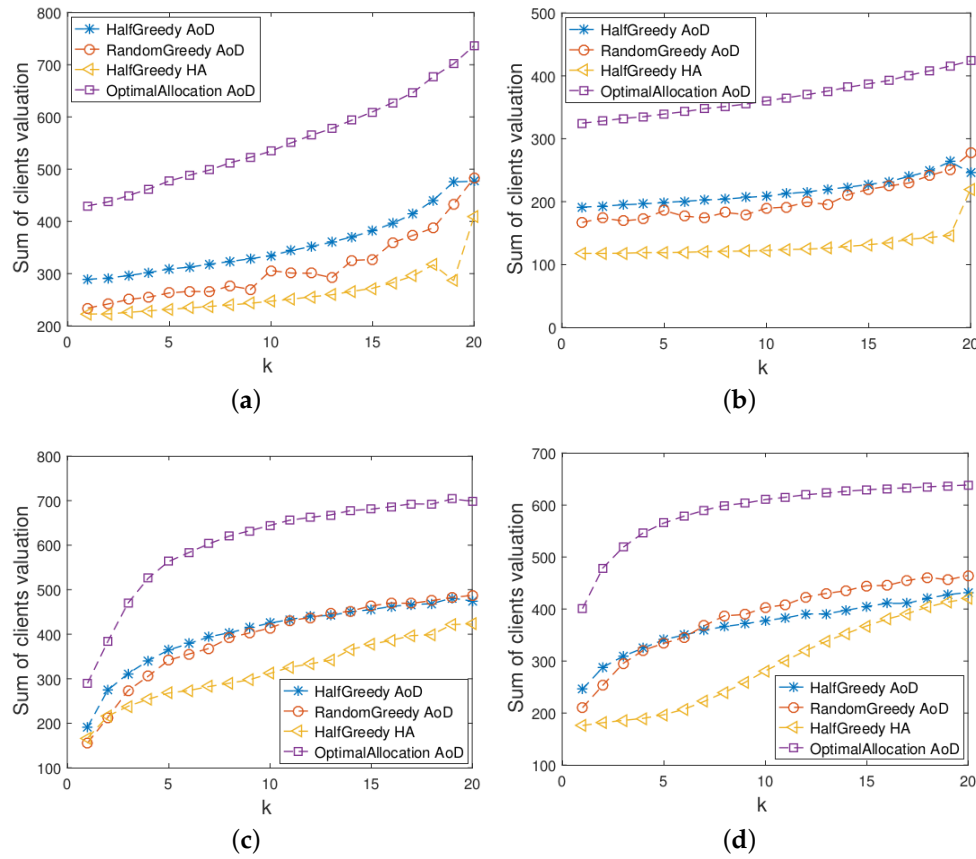 800
700
600
500
400
300
200
Sum of clients valuation
HalfGreedy AoD
RandomGreedy AoD
HalfGreedy HA
OptimalAllocation AoD
0 5 10 15 20
k
(a)
500
400
300
200
100
0
Sum of clients valuation
HalfGreedy AoD
RandomGreedy AoD
HalfGreedy HA
OptimalAllocation AoD
0 5 10 15 20
k
(b)
800
700
600
500
400
300
200
100
Sum of clients valuation
HalfGreedy AoD
RandomGreedy AoD
HalfGreedy HA
OptimalAllocation AoD
0 5 10 15 20
k
(c)
700
600
500
400
300
200
100
Sum of clients valuation
HalfGreedy AoD
RandomGreedy AoD
HalfGreedy HA
OptimalAllocation AoD
0 5 10 15 20
k
(d)